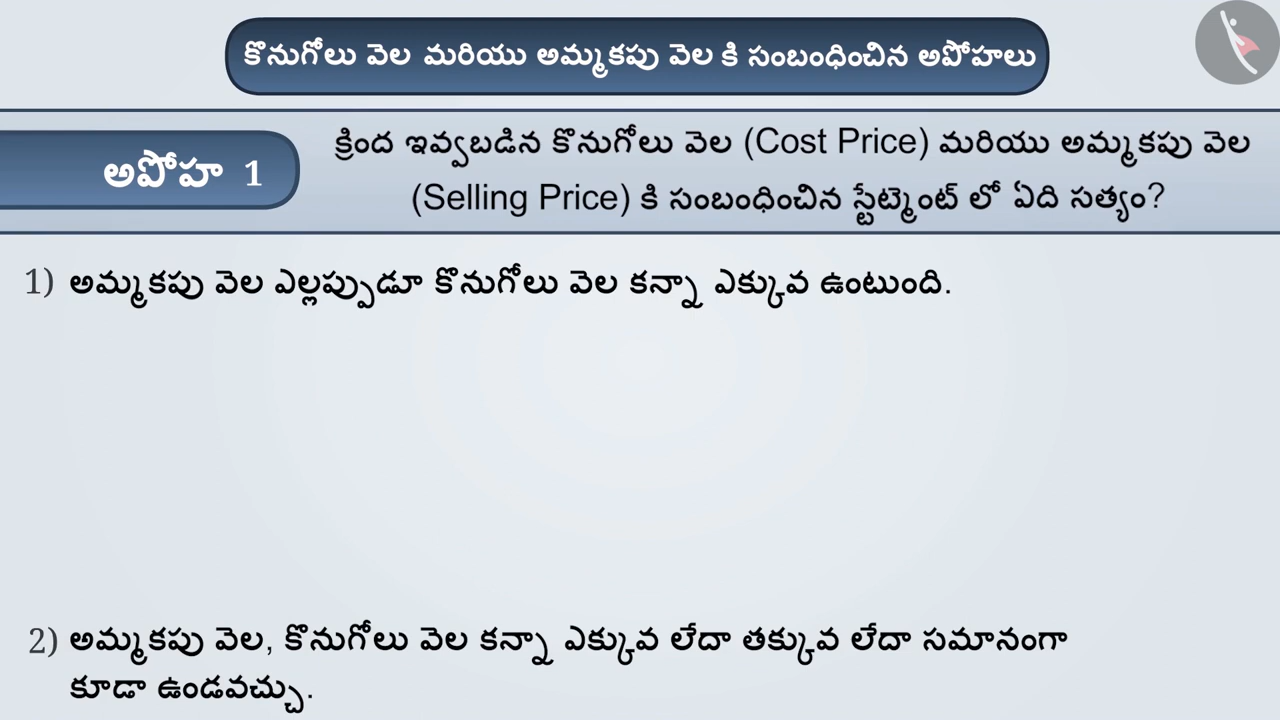 కొనుగోలు వెల మరియు అమ్మకపు వెల కి సంబంధించిన అపోహలు
అపోహ 1
క్రింద ఇవ్వబడిన కొనుగోలు వెల (Cost Price) మరియు అమ్మకపు వెల
(Selling Price) కి సంబంధించిన స్టేట్మెంట్ లో ఏది సత్యం?
1) అమ్మకపు వెల ఎల్లప్పుడూ కొనుగోలు వెల కన్నా ఎక్కువ ఉంటుంది.
2) అమ్మకపు వెల, కొనుగోలు వెల కన్నా ఎక్కువ లేదా తక్కువ లేదా సమానంగా
కూడా ఉండవచ్చు.